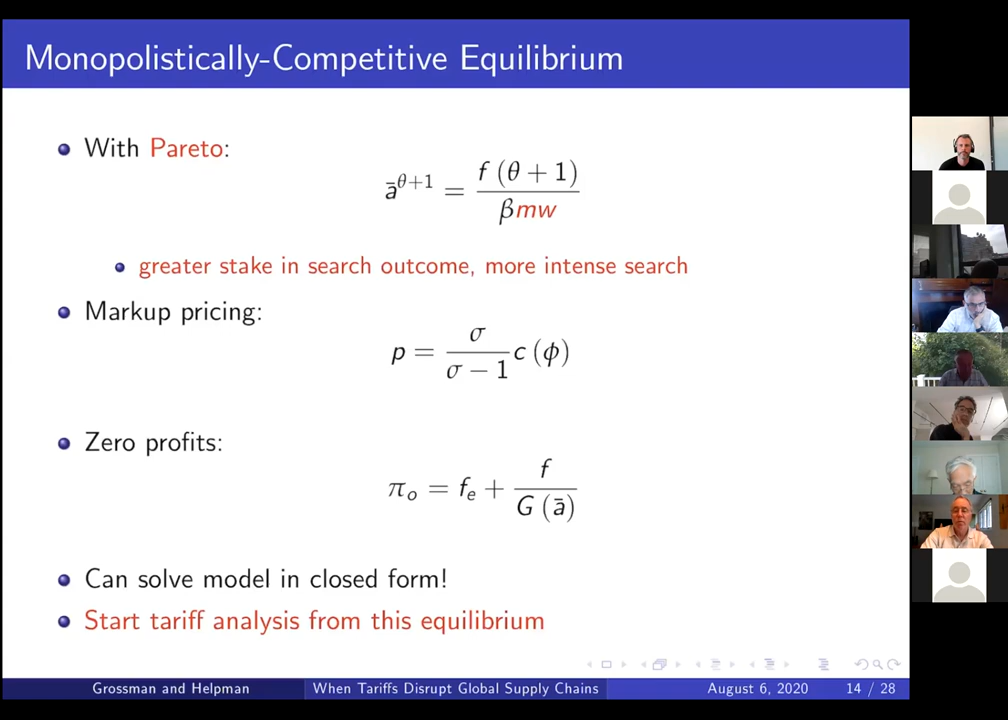 Monopolistically-Competitive Equilibrium
With Pareto:
ā^{θ+1} = f (θ + 1) / βmw
greater stake in search outcome, more intense search
Markup pricing:
p = σ / (σ − 1) c (ϕ)
Zero profits:
π_o = f_e + f / G (ā)
Can solve model in closed form!
Start tariff analysis from this equilibrium
Grossman and Helpman When Tariffs Disrupt Global Supply Chains August 6, 2020 14 / 28